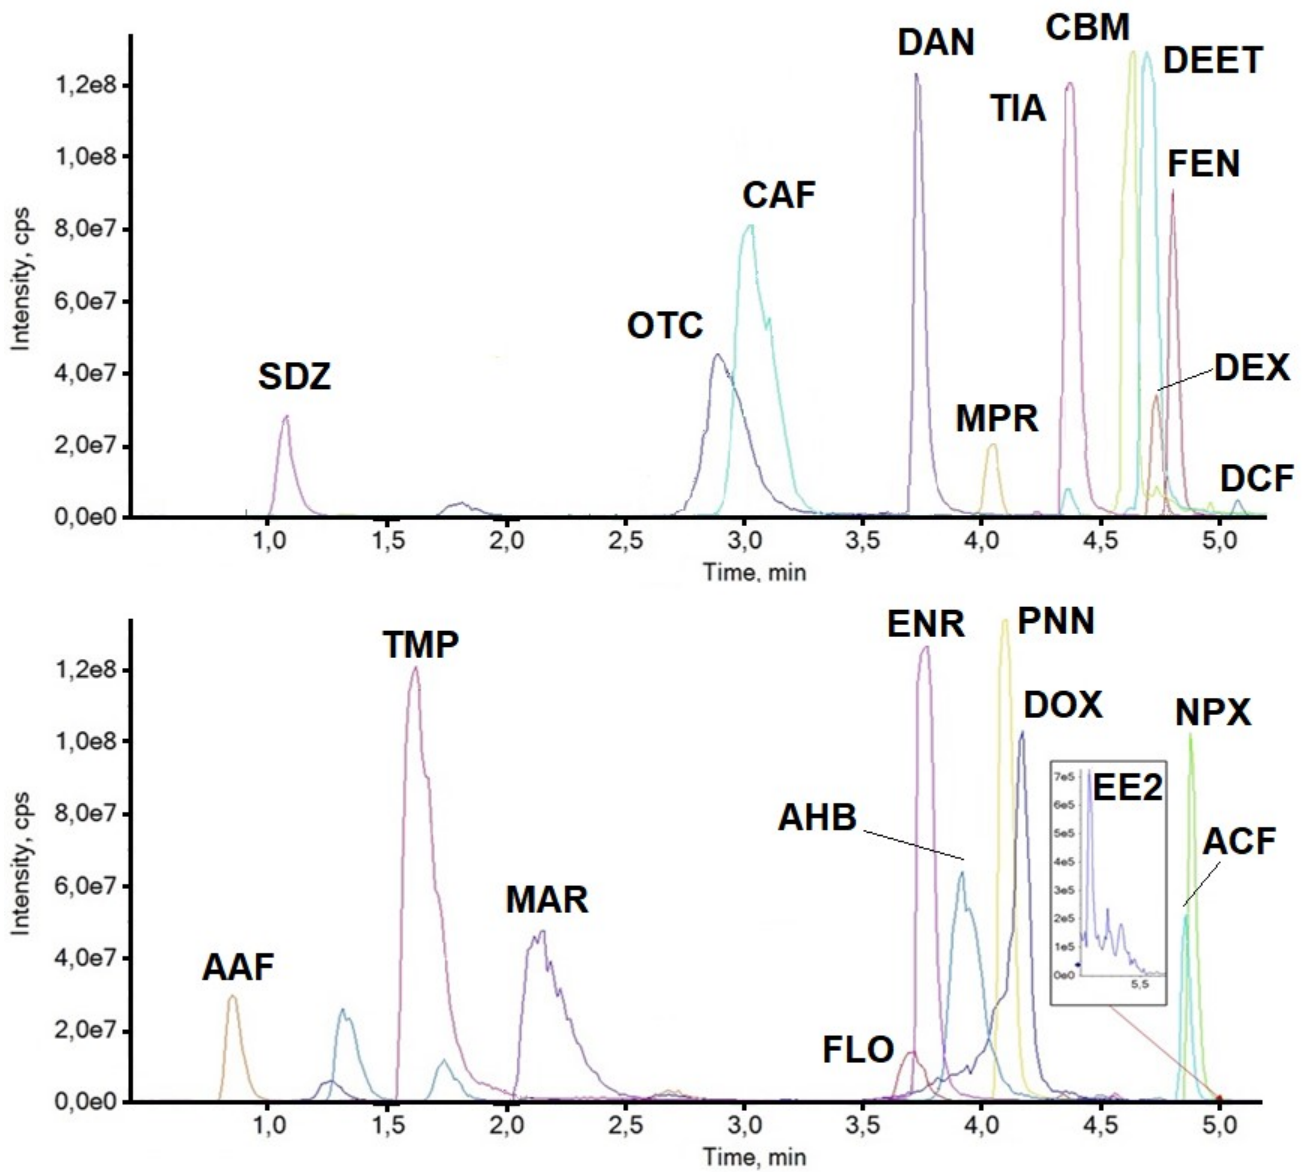 CBM
DAN
DEET
1,2e8
TIA
1,0e8
FEN
CAF
8,0e7
Intensity, cps
6,0e7
OTC
4,0e7
SDZ
DEX
MPR
2,0e7
DCF
0,0e0
1,0 1,5 2,0 2,5 3,0 3,5 4,0 4,5 5,0
Time, min
ENR PNN
TMP
1,2e8
DOX NPX
1,0e8
7e5 EE2
6e5
8,0e7
AHB
5e5
ACF
4e5
Intensity, cps
6,0e7
MAR
3e5
2e5
4,0e7
AAF
1e5
0e0
5,5
2,0e7
FLO
0,0e0
1,0 1,5 2,0 2,5 3,0 3,5 4,0 4,5 5,0
Time, min